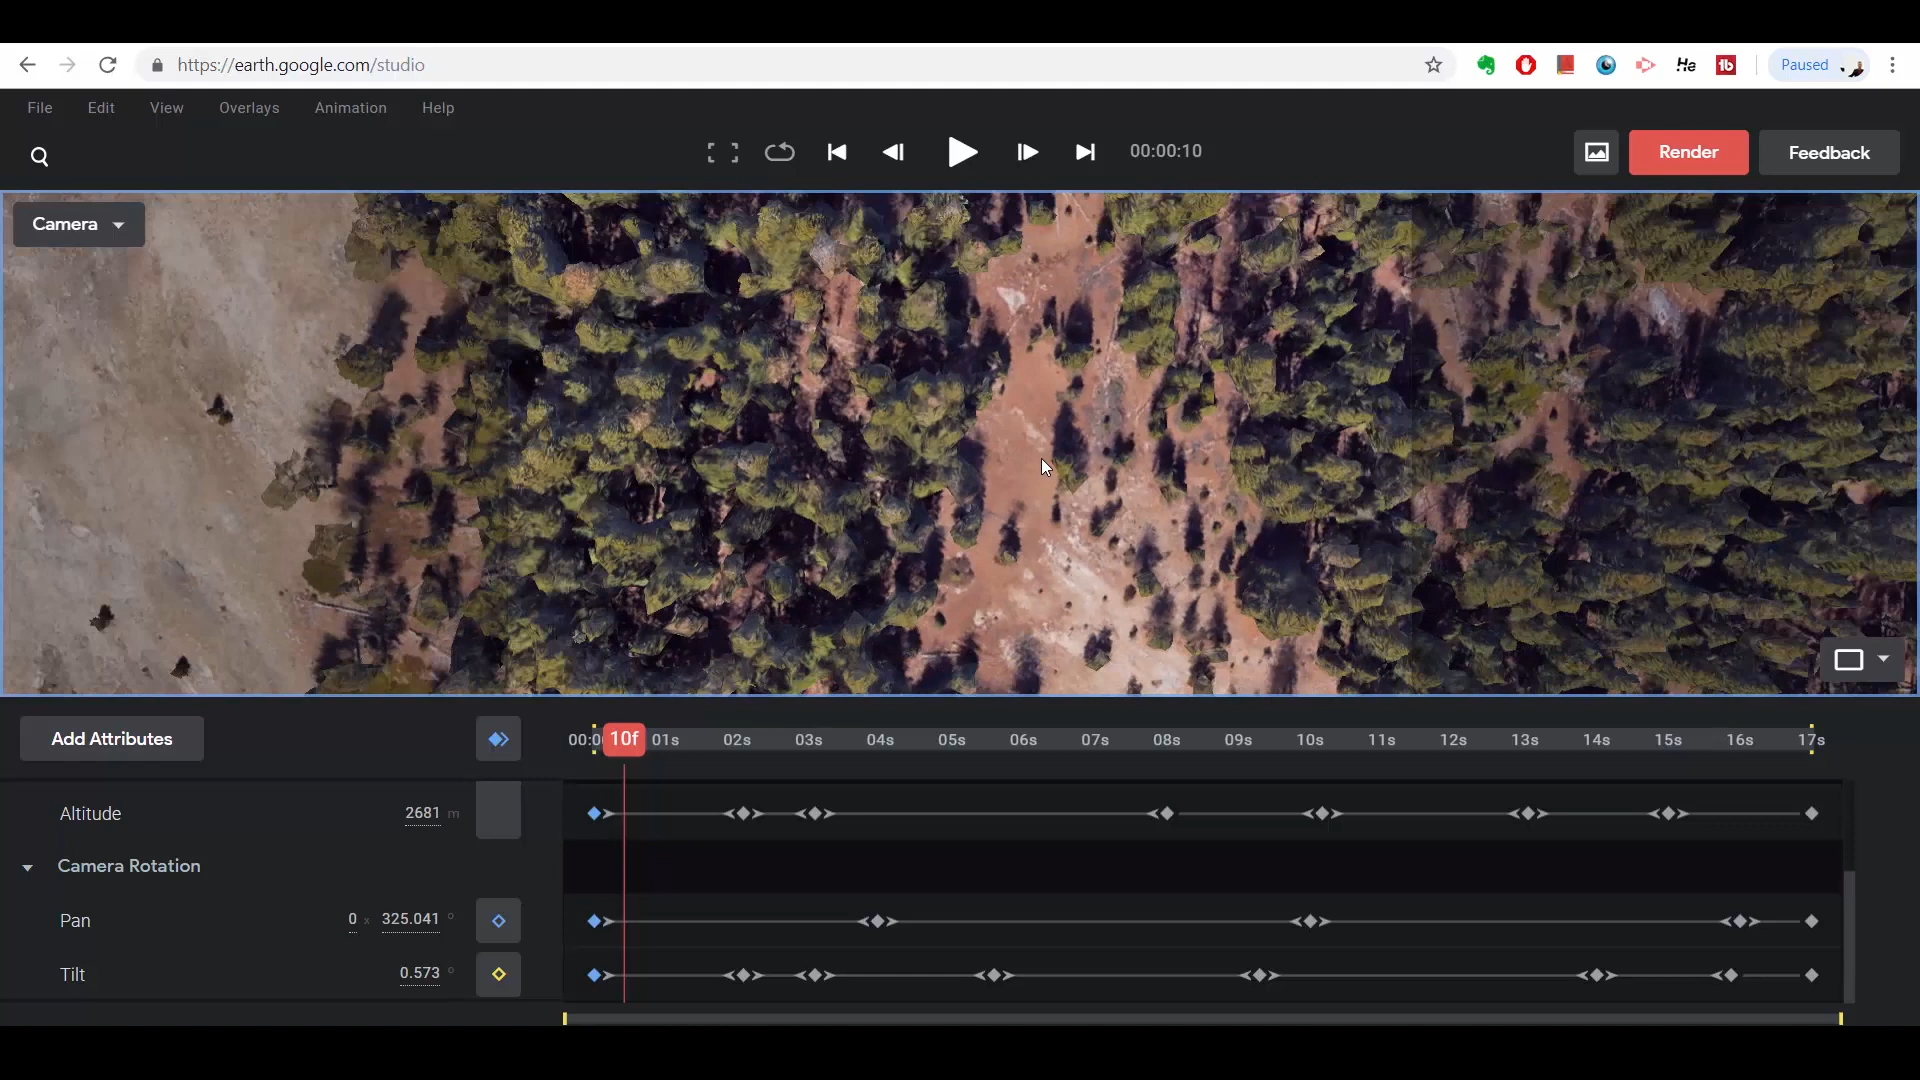 https://earth.google.com/studio
Ha
tb
Paused
File Edit View Overlays Animation Help
00:00:10
Render
Feedback
Camera
Add Attributes
00:0 10f 01s 02s 03s 04s 05s 06s 07s 08s 09s 10s 11s 12s 13s 14s 15s 16s 17s
Altitude 2681 m
Camera Rotation
Pan 0 x 325.041 °
Tilt 0.573 °